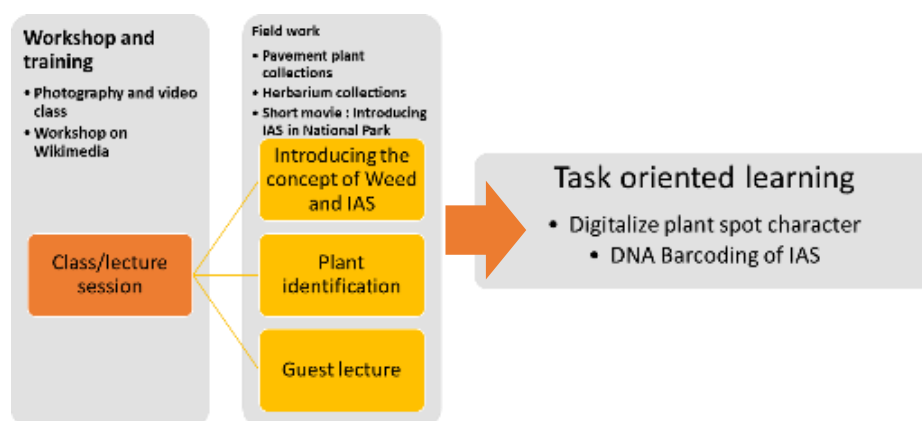 Workshop and
training
• Photography and video
class
• Workshop on
Wikimedia
Class/lecture
session
Field work
• Pavement plant
collections
• Herbarium collections
• Short movie : Introducing
IAS in National Park
Introducing the
concept of Weed
and IAS
Plant
identification
Guest lecture
Task oriented learning
• Digitalize plant spot character
• DNA Barcoding of IAS